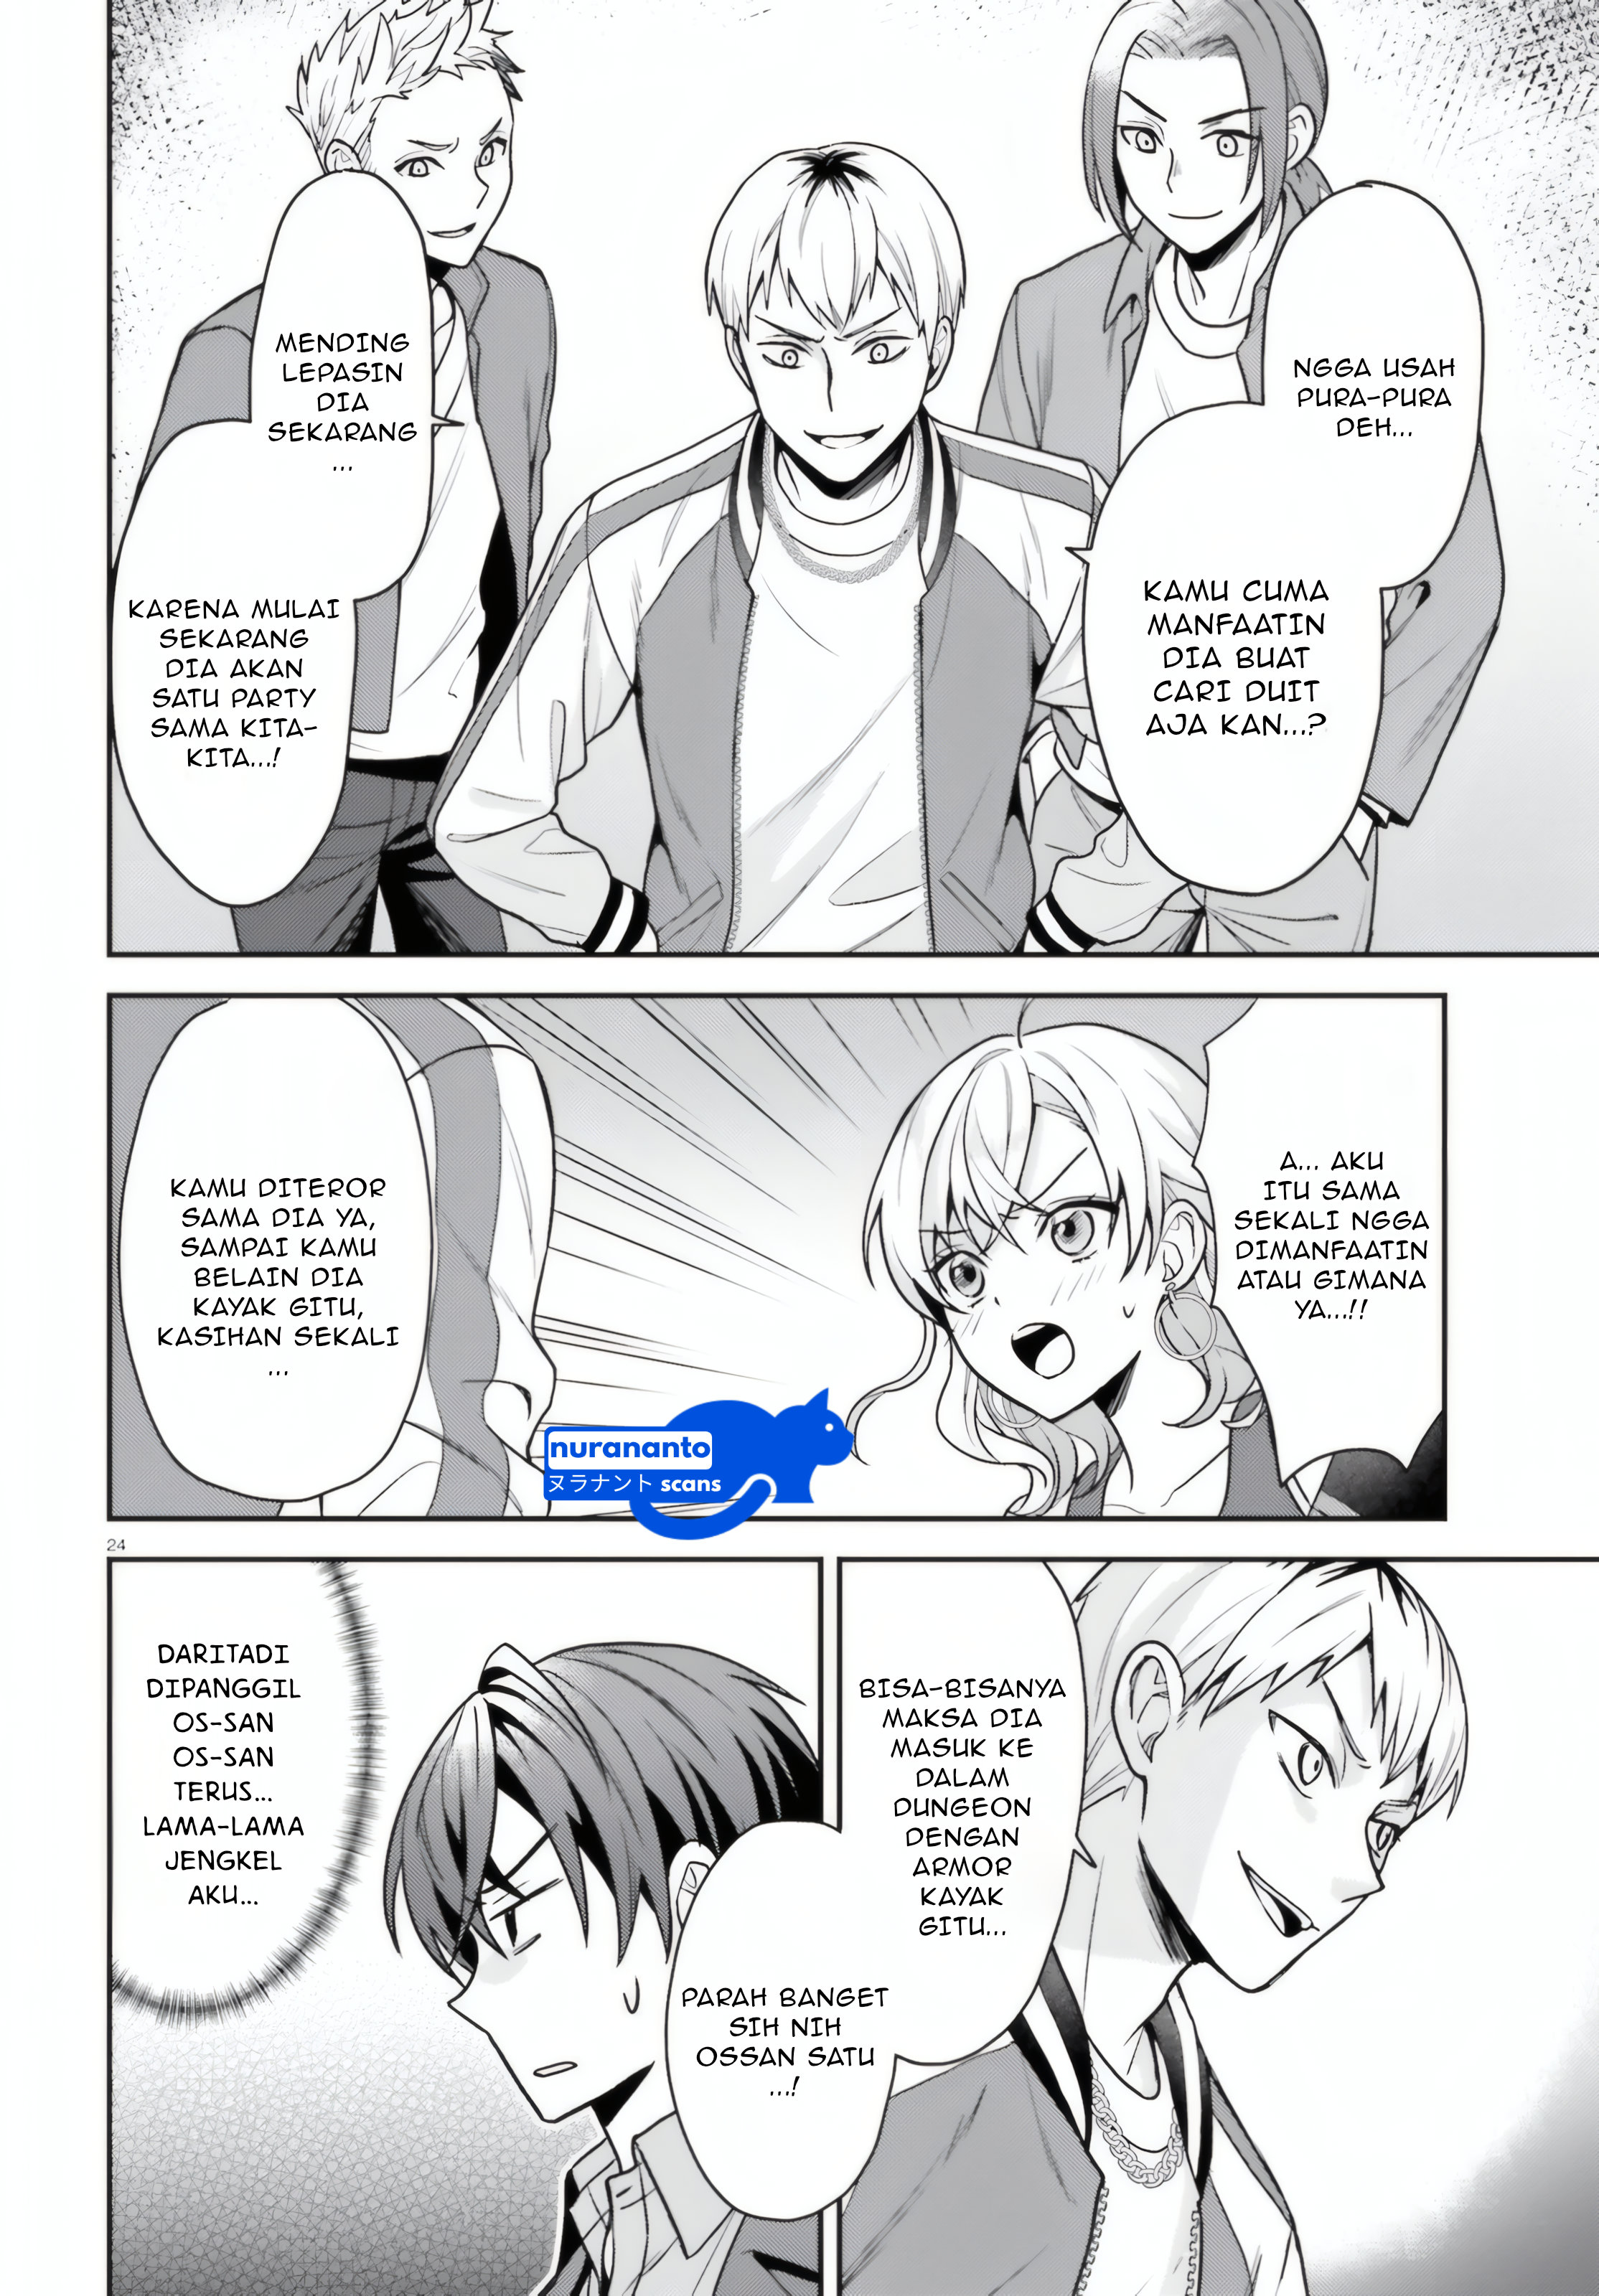 NGGA USAH
PURA-PURA
DEH...
KAMU CUMA
MANFAATIN
DIA BUAT
CARI DUIT
AJA KAN...?
MENDING
LEPASIN
DIA
SEKARANG
...
KARENA MULAI
SEKARANG
DIA AKAN
SATU PARTY
SAMA KITA-
KITA...!
A... AKU
ITU SAMA
SEKALI NGGA
DIMANFAATIN
ATAU GIMANA
YA...!!
KAMU DITEROR
SAMA DIA YA,
SAMPAI KAMU
BELAIN DIA
KAYAK GITU,
KASIHAN SEKALI
...
nurananto
ヌラナント scans
24
BISA-BISANYA
MAKSA DIA
MASUK KE
DALAM
DUNGEON
DENGAN
ARMOR
KAYAK
GITU...
PARAH BANGET
SIH NIH
OSSAN SATU
...!
DARITADI
DIPANGGIL
OS-SAN
OS-SAN
TERUS...
LAMA-LAMA
JENGKEL
AKU...